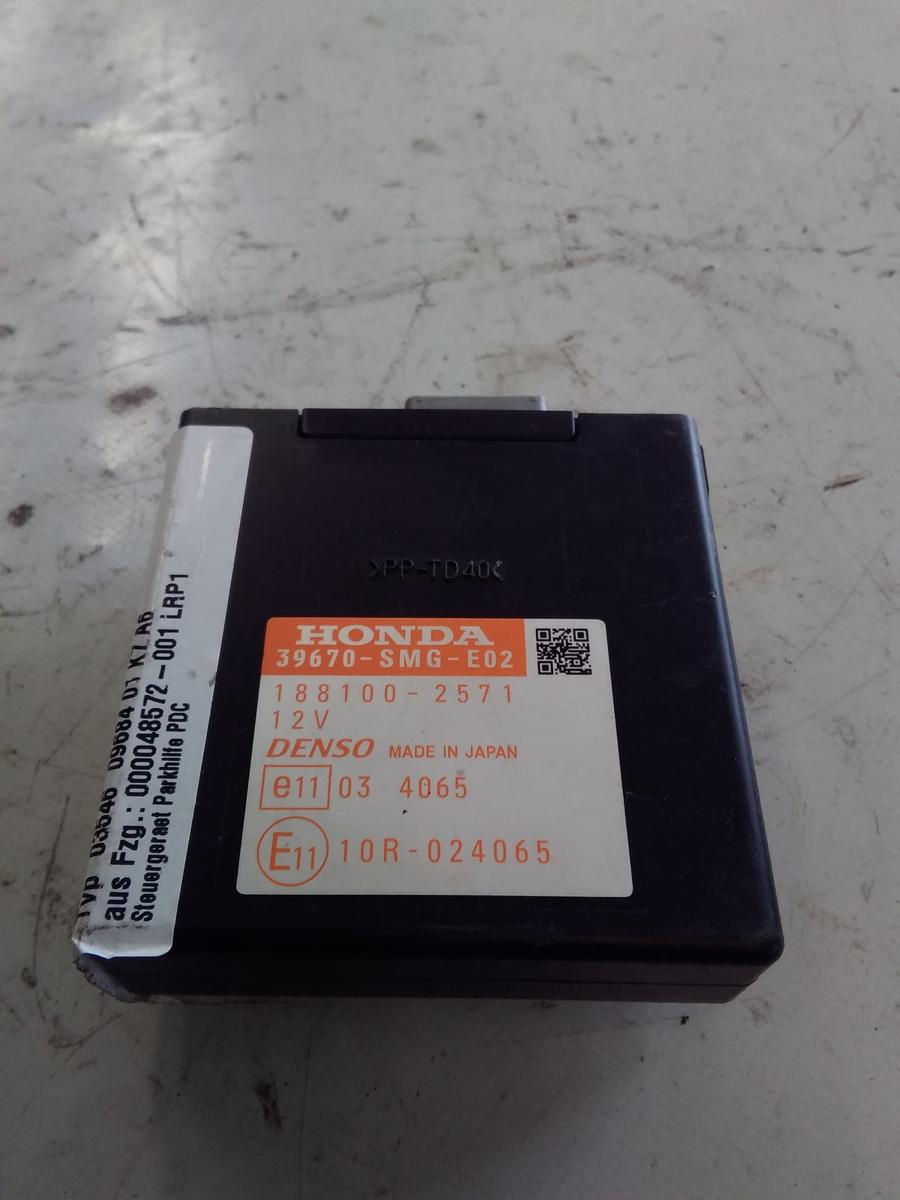 >PP-TD40<
HONDA
39670-SMG-E02
188100-2571
12V
DENSO MADE IN JAPAN
e11 03 4065
E11 10R-024065
aus Fzg.: 000048572-001 LRP1
Steuergeraet Parkhilfe PDC